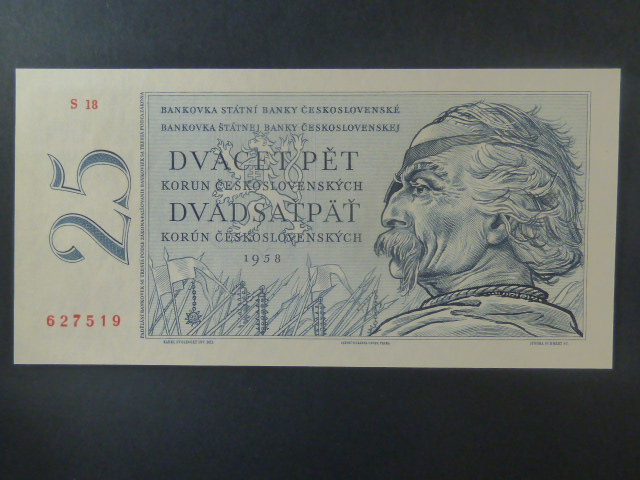 S 18
25
627519
BANKOVKA STÁTNÍ BANKY ČESKOSLOVENSKÉ
BANKOVKA ŠTÁTNEJ BANKY ČESKOSLOVENSKEJ
DVACET PĚT
KORUN ČESKOSLOVENSKÝCH
DVADSAŤPÄŤ
KORÚN ČESKOSLOVENSKÝCH
1958